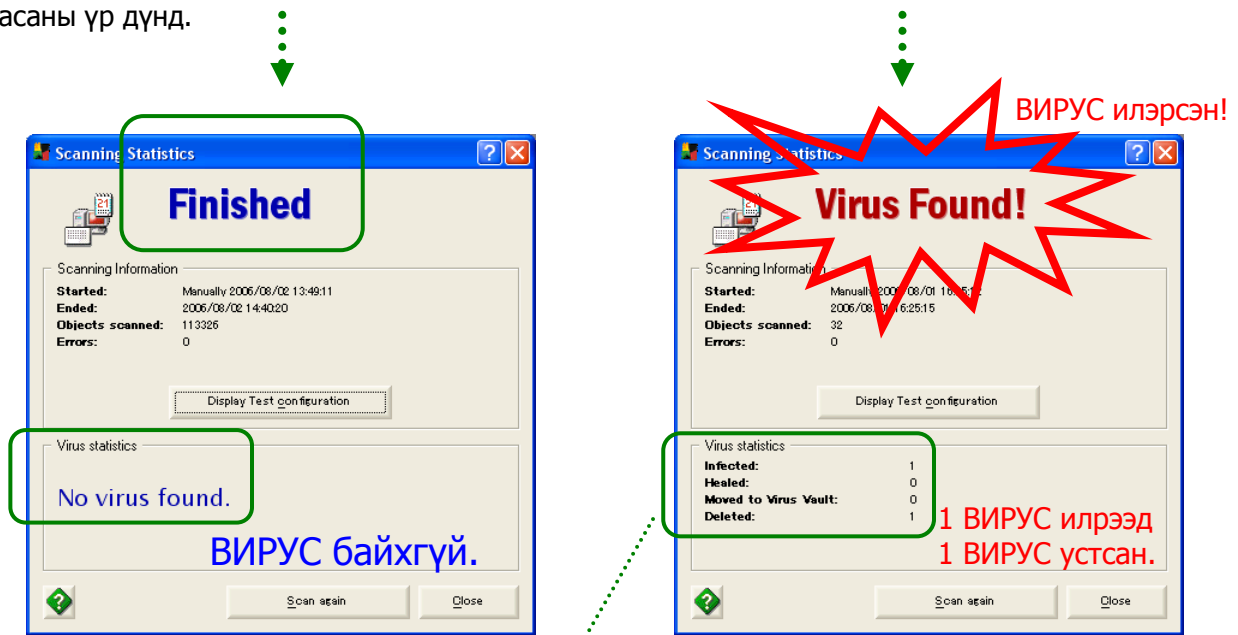 асаны үр дүнд.
ВИРУС илэрсэн!
Scanning Statistics
Finished
Scanning Information
Started: Manually 2006/08/02 13:49:11
Ended: 2006/08/02 14:40:20
Objects scanned: 113326
Errors: 0
Display Test configuration
Virus statistics
No virus found.
ВИРУС байхгүй.
Scan again
Close
Scanning Statistics
Virus Found!
Scanning Information
Started: Manually
Ended:
Objects scanned: 32
Errors: 0
Display Test configuration
Virus statistics
Infected: 1
Healed: 0
Moved to Virus Vault: 0
Deleted: 1
1 ВИРУС илрээд
1 ВИРУС устсан.
Scan again
Close